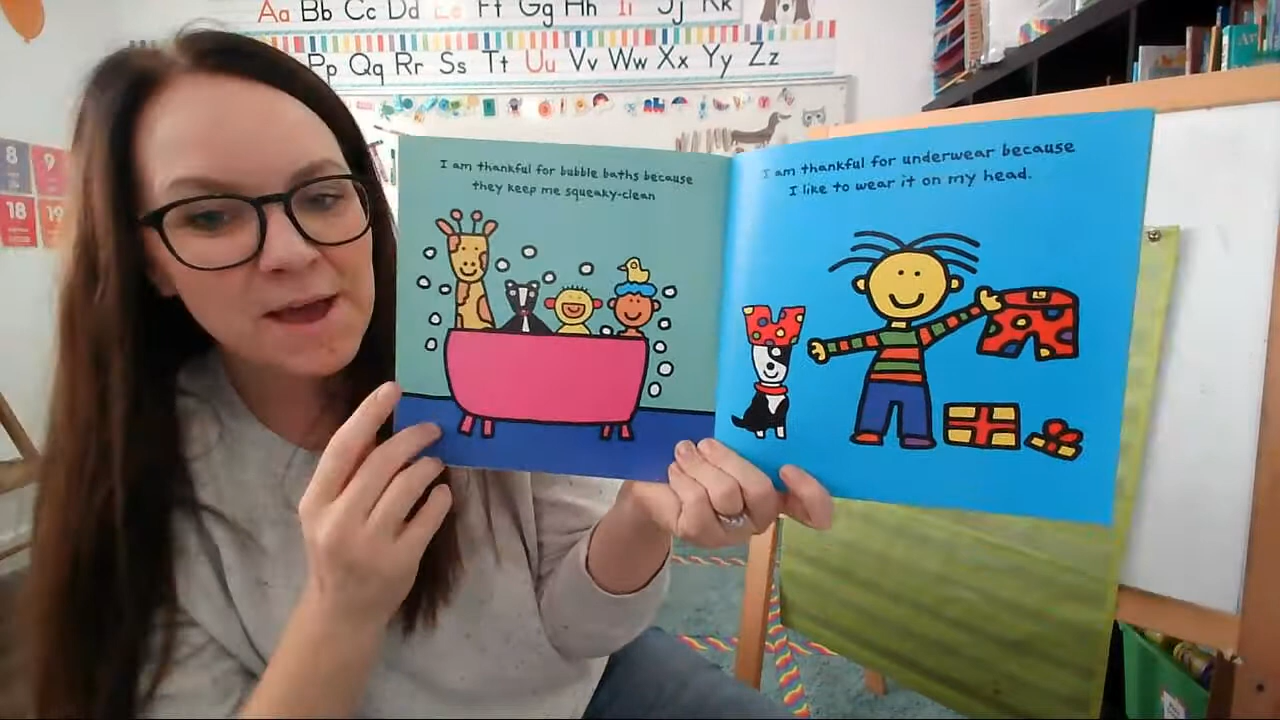 Aa Bb Cc Dd Ee Ff Gg Hh Ii Jj Kk
Pp Qq Rr Ss Tt Uu Vv Ww Xx Yy Zz
8 9
18 19
I am thankful for bubble baths because
they keep me squeaky-clean
I am thankful for underwear because
I like to wear it on my head.